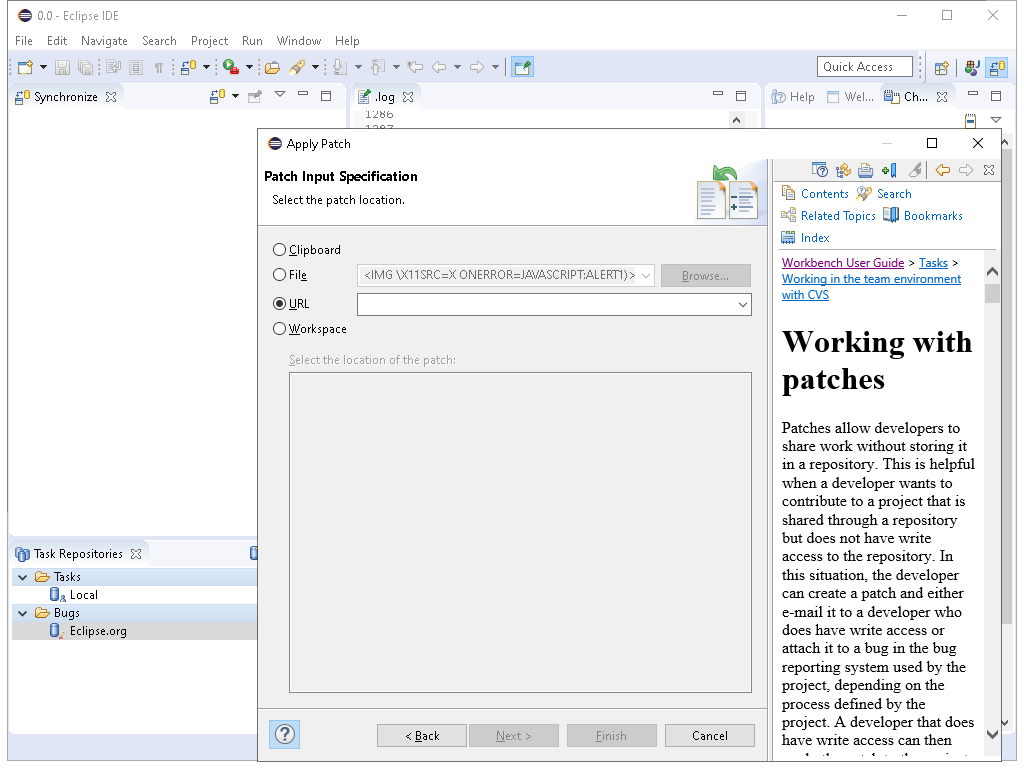 0.0 - Eclipse IDE
File Edit Navigate Search Project Run Window Help
Quick Access
Synchronize
.log
Help
Wel...
Ch...
1286
1287
Apply Patch
Patch Input Specification
Select the patch location.
Clipboard
File
<IMG \X11SRC=X ONERROR=JAVASCRIPT:ALERT1)>
Browse...
URL
Workspace
Select the location of the patch:
Task Repositories
Tasks
Local
Bugs
Eclipse.org
< Back
Next >
Finish
Cancel
Contents Search
Related Topics Bookmarks
Index
Workbench User Guide > Tasks >
Working in the team environment
with CVS
Working with
patches
Patches allow developers to
share work without storing it
in a repository. This is helpful
when a developer wants to
contribute to a project that is
shared through a repository
but does not have write
access to the repository. In
this situation, the developer
can create a patch and either
e-mail it to a developer who
does have write access or
attach it to a bug in the bug
reporting system used by the
project, depending on the
process defined by the
project. A developer that does
have write access can then